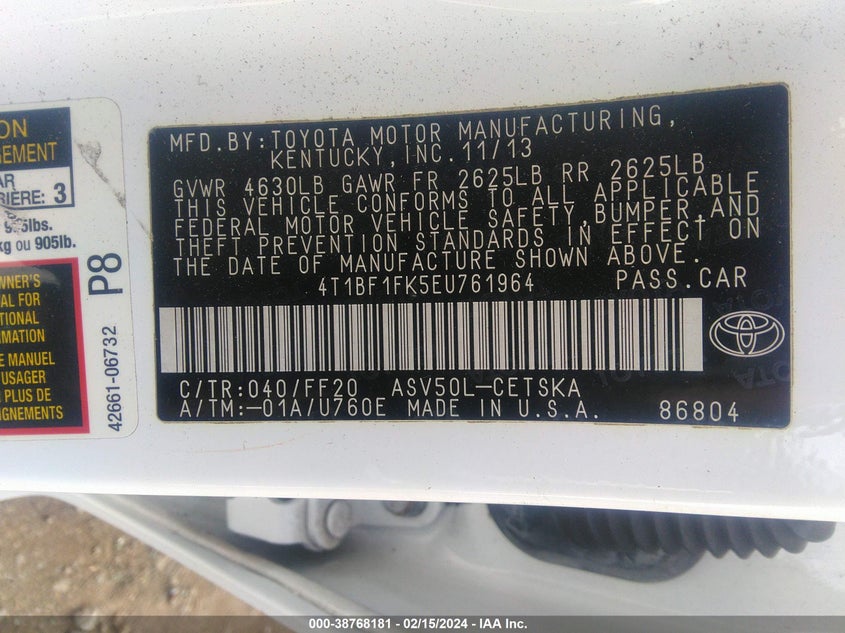 ON
EMENT
AR
RIÈRE: 3
kg ou 905lb.
P8
42661-06732
WNER'S
AL FOR
TIONAL
RMATION
E MANUEL
USAGER
PLUS DE
GNEMENTS
MFD.BY:TOYOTA MOTOR MANUFACTURING,
KENTUCKY,INC.11/13
GVWR 4630LB GAWR FR 2625LB RR 2625LB
THIS VEHICLE CONFORMS TO ALL APPLICABLE
FEDERAL MOTOR VEHICLE SAFETY,BUMPER,AND
THEFT PREVENTION STANDARDS IN EFFECT ON
THE DATE OF MANUFACTURE SHOWN ABOVE.
4T1BF1FK5EU761964 PASS.CAR
C/TR:040/FF20 ASV50L-CETSKA
A/TM:-01A/U760E MADE IN U.S.A. 86804
000-38768181 - 02/15/2024 - IAA Inc.